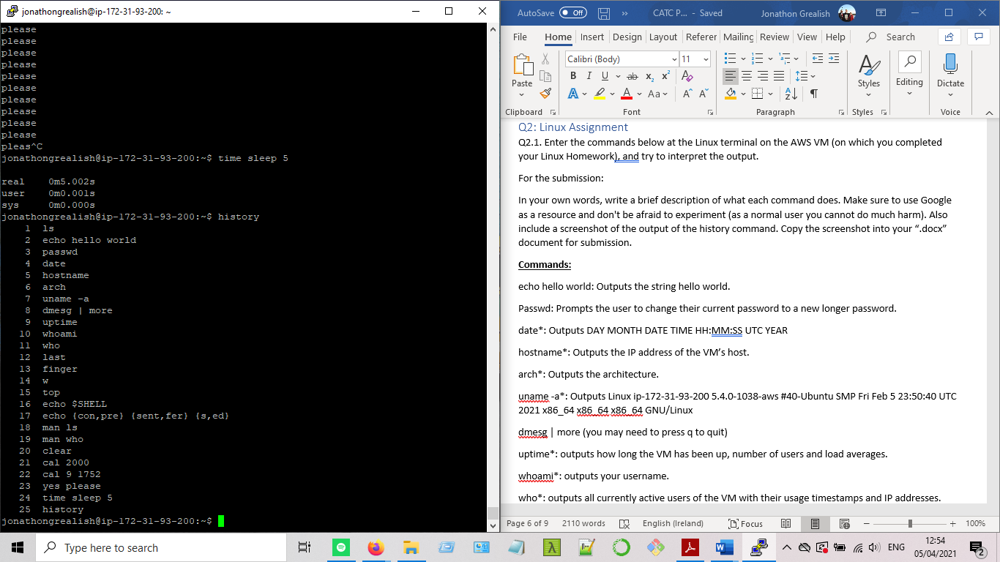 jonathongrealish@ip-172-31-93-200: ~
please
please
please
please
please
please
please
please
please
please
pleas^C
jonathongrealish@ip-172-31-93-200:~$ time sleep 5
real 0m5.002s
user 0m0.001s
sys 0m0.000s
jonathongrealish@ip-172-31-93-200:~$ history
1 ls
2 echo hello world
3 passwd
4 date
5 hostname
6 arch
7 uname -a
8 dmesg | more
9 uptime
10 whoami
11 who
12 last
13 finger
14 w
15 top
16 echo $SHELL
17 echo {con,pre} {sent,fer} {s,ed}
18 man ls
19 man who
20 clear
21 cal 2000
22 cal 9 1752
23 yes please
24 time sleep 5
25 history
jonathongrealish@ip-172-31-93-200:~$
AutoSave Off » CATC P... - Saved Jonathon Grealish
File Home Insert Design Layout Referer Mailing Review View Help Search
Paste
Calibri (Body) 11
B I U ab x₂ x² A
A A Aa A A
Styles
Editing
Dictate
Clipboard Font Paragraph Styles Voice
Q2: Linux Assignment
Q2.1. Enter the commands below at the Linux terminal on the AWS VM (on which you completed
your Linux Homework), and try to interpret the output.
For the submission:
In your own words, write a brief description of what each command does. Make sure to use Google
as a resource and don't be afraid to experiment (as a normal user you cannot do much harm). Also
include a screenshot of the output of the history command. Copy the screenshot into your “.docx”
document for submission.
Commands:
echo hello world: Outputs the string hello world.
Passwd: Prompts the user to change their current password to a new longer password.
date*: Outputs DAY MONTH DATE TIME HH:MM:SS UTC YEAR
hostname*: Outputs the IP address of the VM’s host.
arch*: Outputs the architecture.
uname -a*: Outputs Linux ip-172-31-93-200 5.4.0-1038-aws #40-Ubuntu SMP Fri Feb 5 23:50:40 UTC
2021 x86_64 x86_64 x86_64 GNU/Linux
dmesg | more (you may need to press q to quit)
uptime*: outputs how long the VM has been up, number of users and load averages.
whoami*: outputs your username.
who*: outputs all currently active users of the VM with their usage timestamps and IP addresses.
Page 6 of 9 2110 words English (Ireland) Focus 100%
Type here to search
ENG
12:54
05/04/2021
2